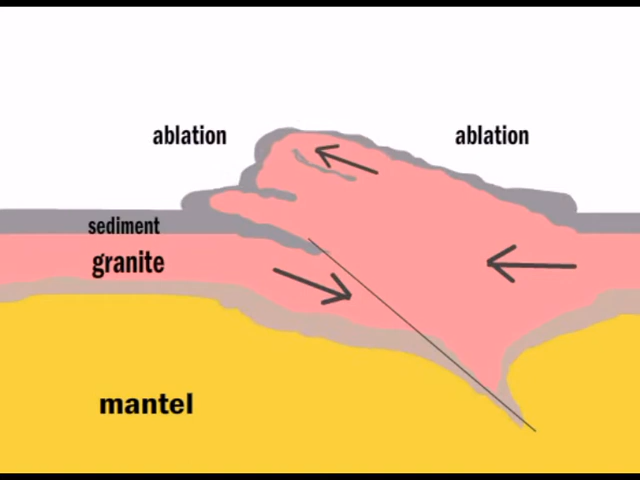 ablation
ablation
sediment
granite
mantel